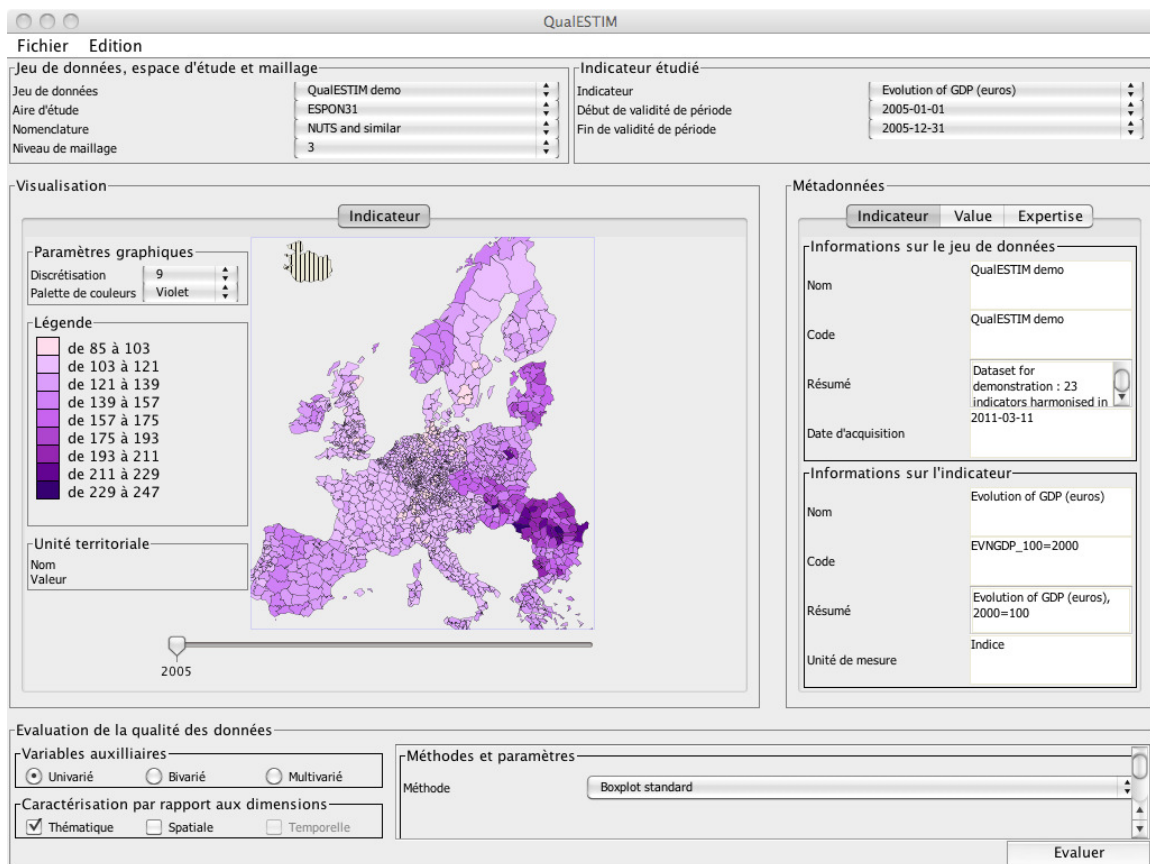 QualESTIM
Fichier Edition
Jeu de données, espace d'étude et maillage
Jeu de données QualESTIM demo
Aire d'étude ESPON31
Nomenclature NUTS and similar
Niveau de maillage 3
Indicateur étudié
Indicateur Evolution of GDP (euros)
Début de validité de période 2005-01-01
Fin de validité de période 2005-12-31
Visualisation
Indicateur
Paramètres graphiques
Discrétisation 9
Palette de couleurs Violet
Légende
de 85 à 103
de 103 à 121
de 121 à 139
de 139 à 157
de 157 à 175
de 175 à 193
de 193 à 211
de 211 à 229
de 229 à 247
Unité territoriale
Nom
Valeur
2005
Métadonnées
Indicateur Value Expertise
Informations sur le jeu de données
Nom QualESTIM demo
Code QualESTIM demo
Résumé Dataset for
demonstration : 23
indicators harmonised in
Date d'acquisition 2011-03-11
Informations sur l'indicateur
Nom Evolution of GDP (euros)
Code EVNGDP_100=2000
Résumé Evolution of GDP (euros),
2000=100
Unité de mesure Indice
Evaluation de la qualité des données
Variables auxilliaires
Univarié Bivarié Multivarié
Caractérisation par rapport aux dimensions
Thématique Spatiale Temporelle
Méthodes et paramètres
Méthode Boxplot standard
Evaluer